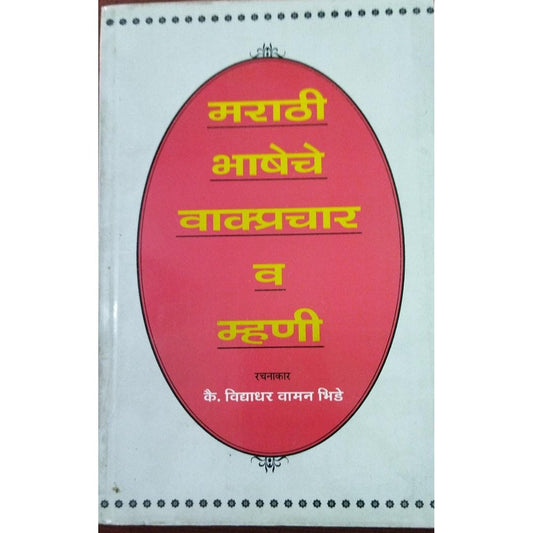 मराठी
भाषेचे
वाक्प्रचार
व
म्हणी
रचनाकार
कै. विद्याधर वामन भिडे